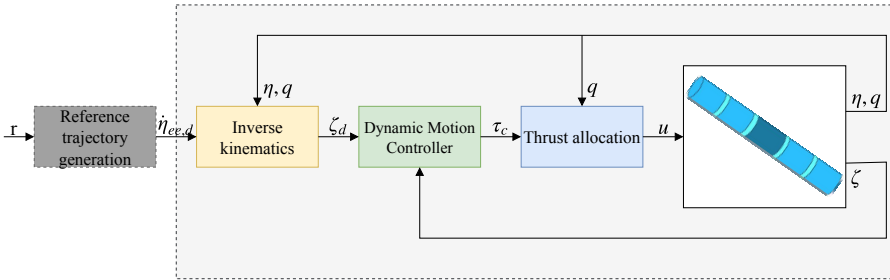 η, q
q
η, q
r
Reference
trajectory
generation
η̇ee,d
Inverse
kinematics
ζd
Dynamic Motion
Controller
τc
Thrust allocation
u
ζ